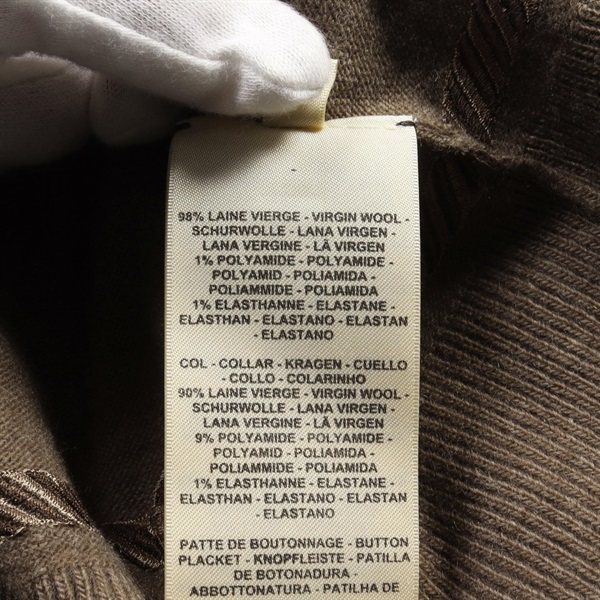 98% LAINE VIERGE - VIRGIN WOOL -
SCHURWOLLE - LANA VIRGEN -
LANA VERGINE - LÃ VIRGEN
1% POLYAMIDE - POLYAMIDE -
POLYAMID - POLIAMIDA -
POLIAMMIDE - POLIAMIDA
1% ELASTHANNE - ELASTANE -
ELASTHAN - ELASTANO - ELASTAN
- ELASTANO
COL - COLLAR - KRAGEN - CUELLO
- COLLO - COLARINHO
90% LAINE VIERGE - VIRGIN WOOL -
SCHURWOLLE - LANA VIRGEN -
LANA VERGINE - LÃ VIRGEN
9% POLYAMIDE - POLYAMIDE -
POLYAMID - POLIAMIDA -
POLIAMMIDE - POLIAMIDA
1% ELASTHANNE - ELASTANE -
ELASTHAN - ELASTANO - ELASTAN
- ELASTANO
PATTE DE BOUTONNAGE - BUTTON
PLACKET - KNOPFLEISTE - PATILLA
DE BOTONADURA -
ABBOTTONATURA - PATILHA DE